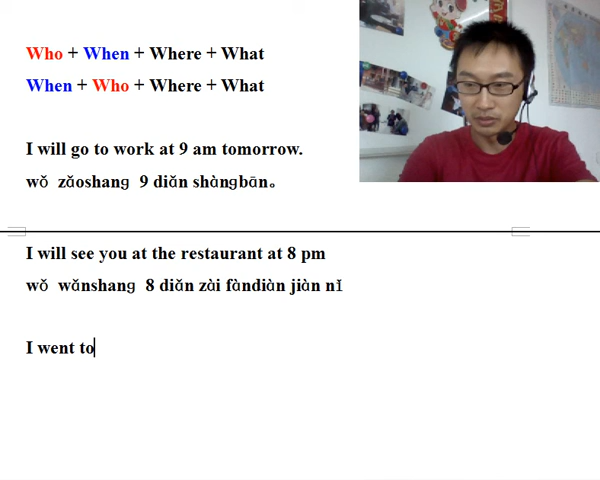 Who + When + Where + What
When + Who + Where + What
I will go to work at 9 am tomorrow.
wǒ zǎoshang 9 diǎn shàngbān。
I will see you at the restaurant at 8 pm
wǒ wǎnshang 8 diǎn zài fàndiàn jiàn nǐ
I went to